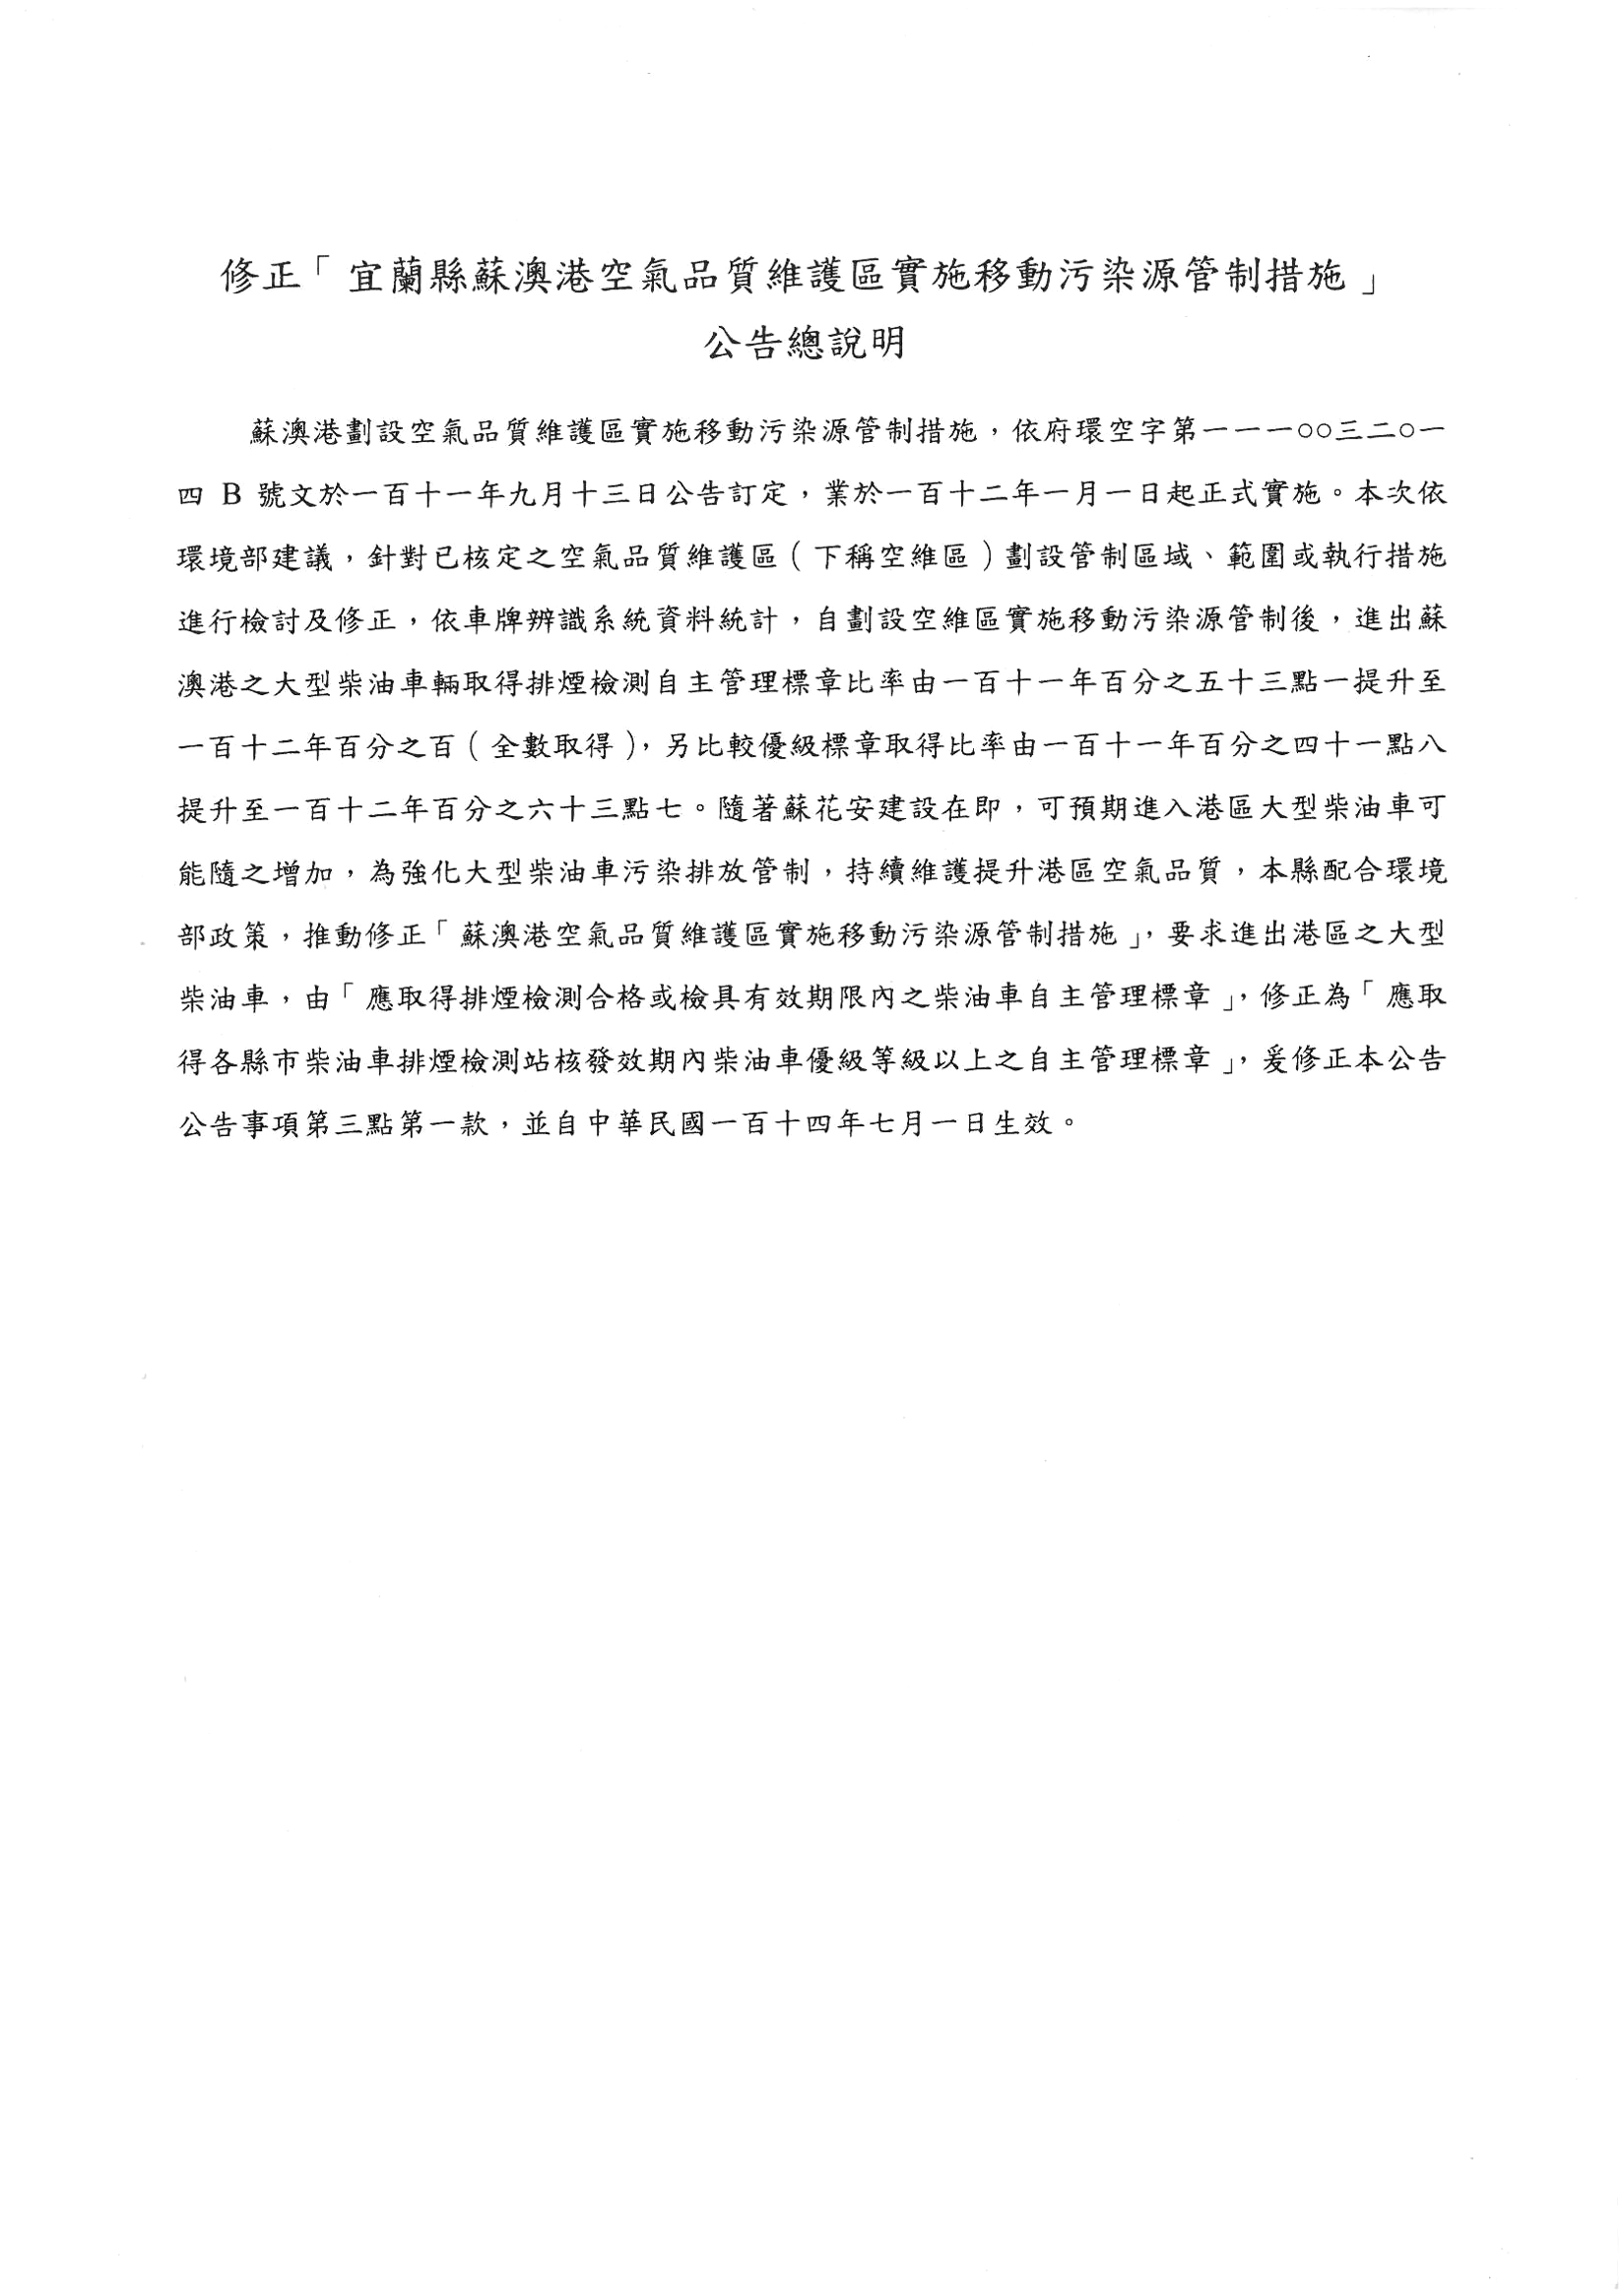 修正「宜蘭縣蘇澳港空氣品質維護區實施移動污染源管制措施」
公告總說明
蘇澳港劃設空氣品質維護區實施移動污染源管制措施，依府環空字第一一一○○三二○一
四 B 號文於一百十一年九月十三日公告訂定，業於一百十二年一月一日起正式實施。本次依
環境部建議，針對已核定之空氣品質維護區（下稱空維區）劃設管制區域、範圍或執行措施
進行檢討及修正，依車牌辨識系統資料統計，自劃設空維區實施移動污染源管制後，進出蘇
澳港之大型柴油車輛取得排煙檢測自主管理標章比率由一百十一年百分之五十三點一提升至
一百十二年百分之百（全數取得），另比較優級標章取得比率由一百十一年百分之四十一點八
提升至一百十二年百分之六十三點七。隨著蘇花安建設在即，可預期進入港區大型柴油車可
能隨之增加，為強化大型柴油車污染排放管制，持續維護提升港區空氣品質，本縣配合環境
部政策，推動修正「蘇澳港空氣品質維護區實施移動污染源管制措施」，要求進出港區之大型
柴油車，由「應取得排煙檢測合格或檢具有效期限內之柴油車自主管理標章」，修正為「應取
得各縣市柴油車排煙檢測站核發效期內柴油車優級等級以上之自主管理標章」，爰修正本公告
公告事項第三點第一款，並自中華民國一百十四年七月一日生效。